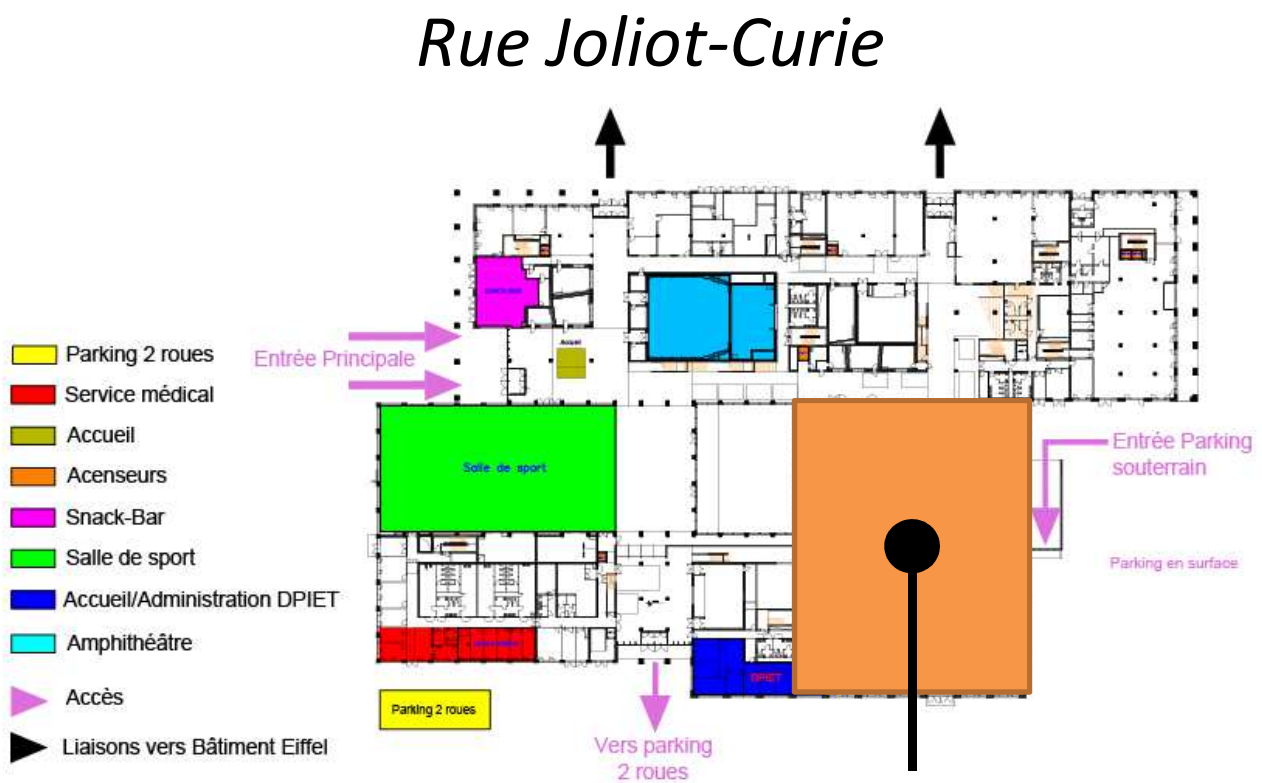 Rue Joliot-Curie
Entrée Principale
Accueil
Parking 2 roues
Service médical
Accueil
Acenseurs
Snack-Bar
Salle de sport
Accueil/Administration DPIET
Amphithéâtre
Accès
Liaisons vers Bâtiment Eiffel
Salle de sport
Entrée Parking
souterrain
Parking en surface
DPIET
Parking 2 roues
Vers parking
2 roues